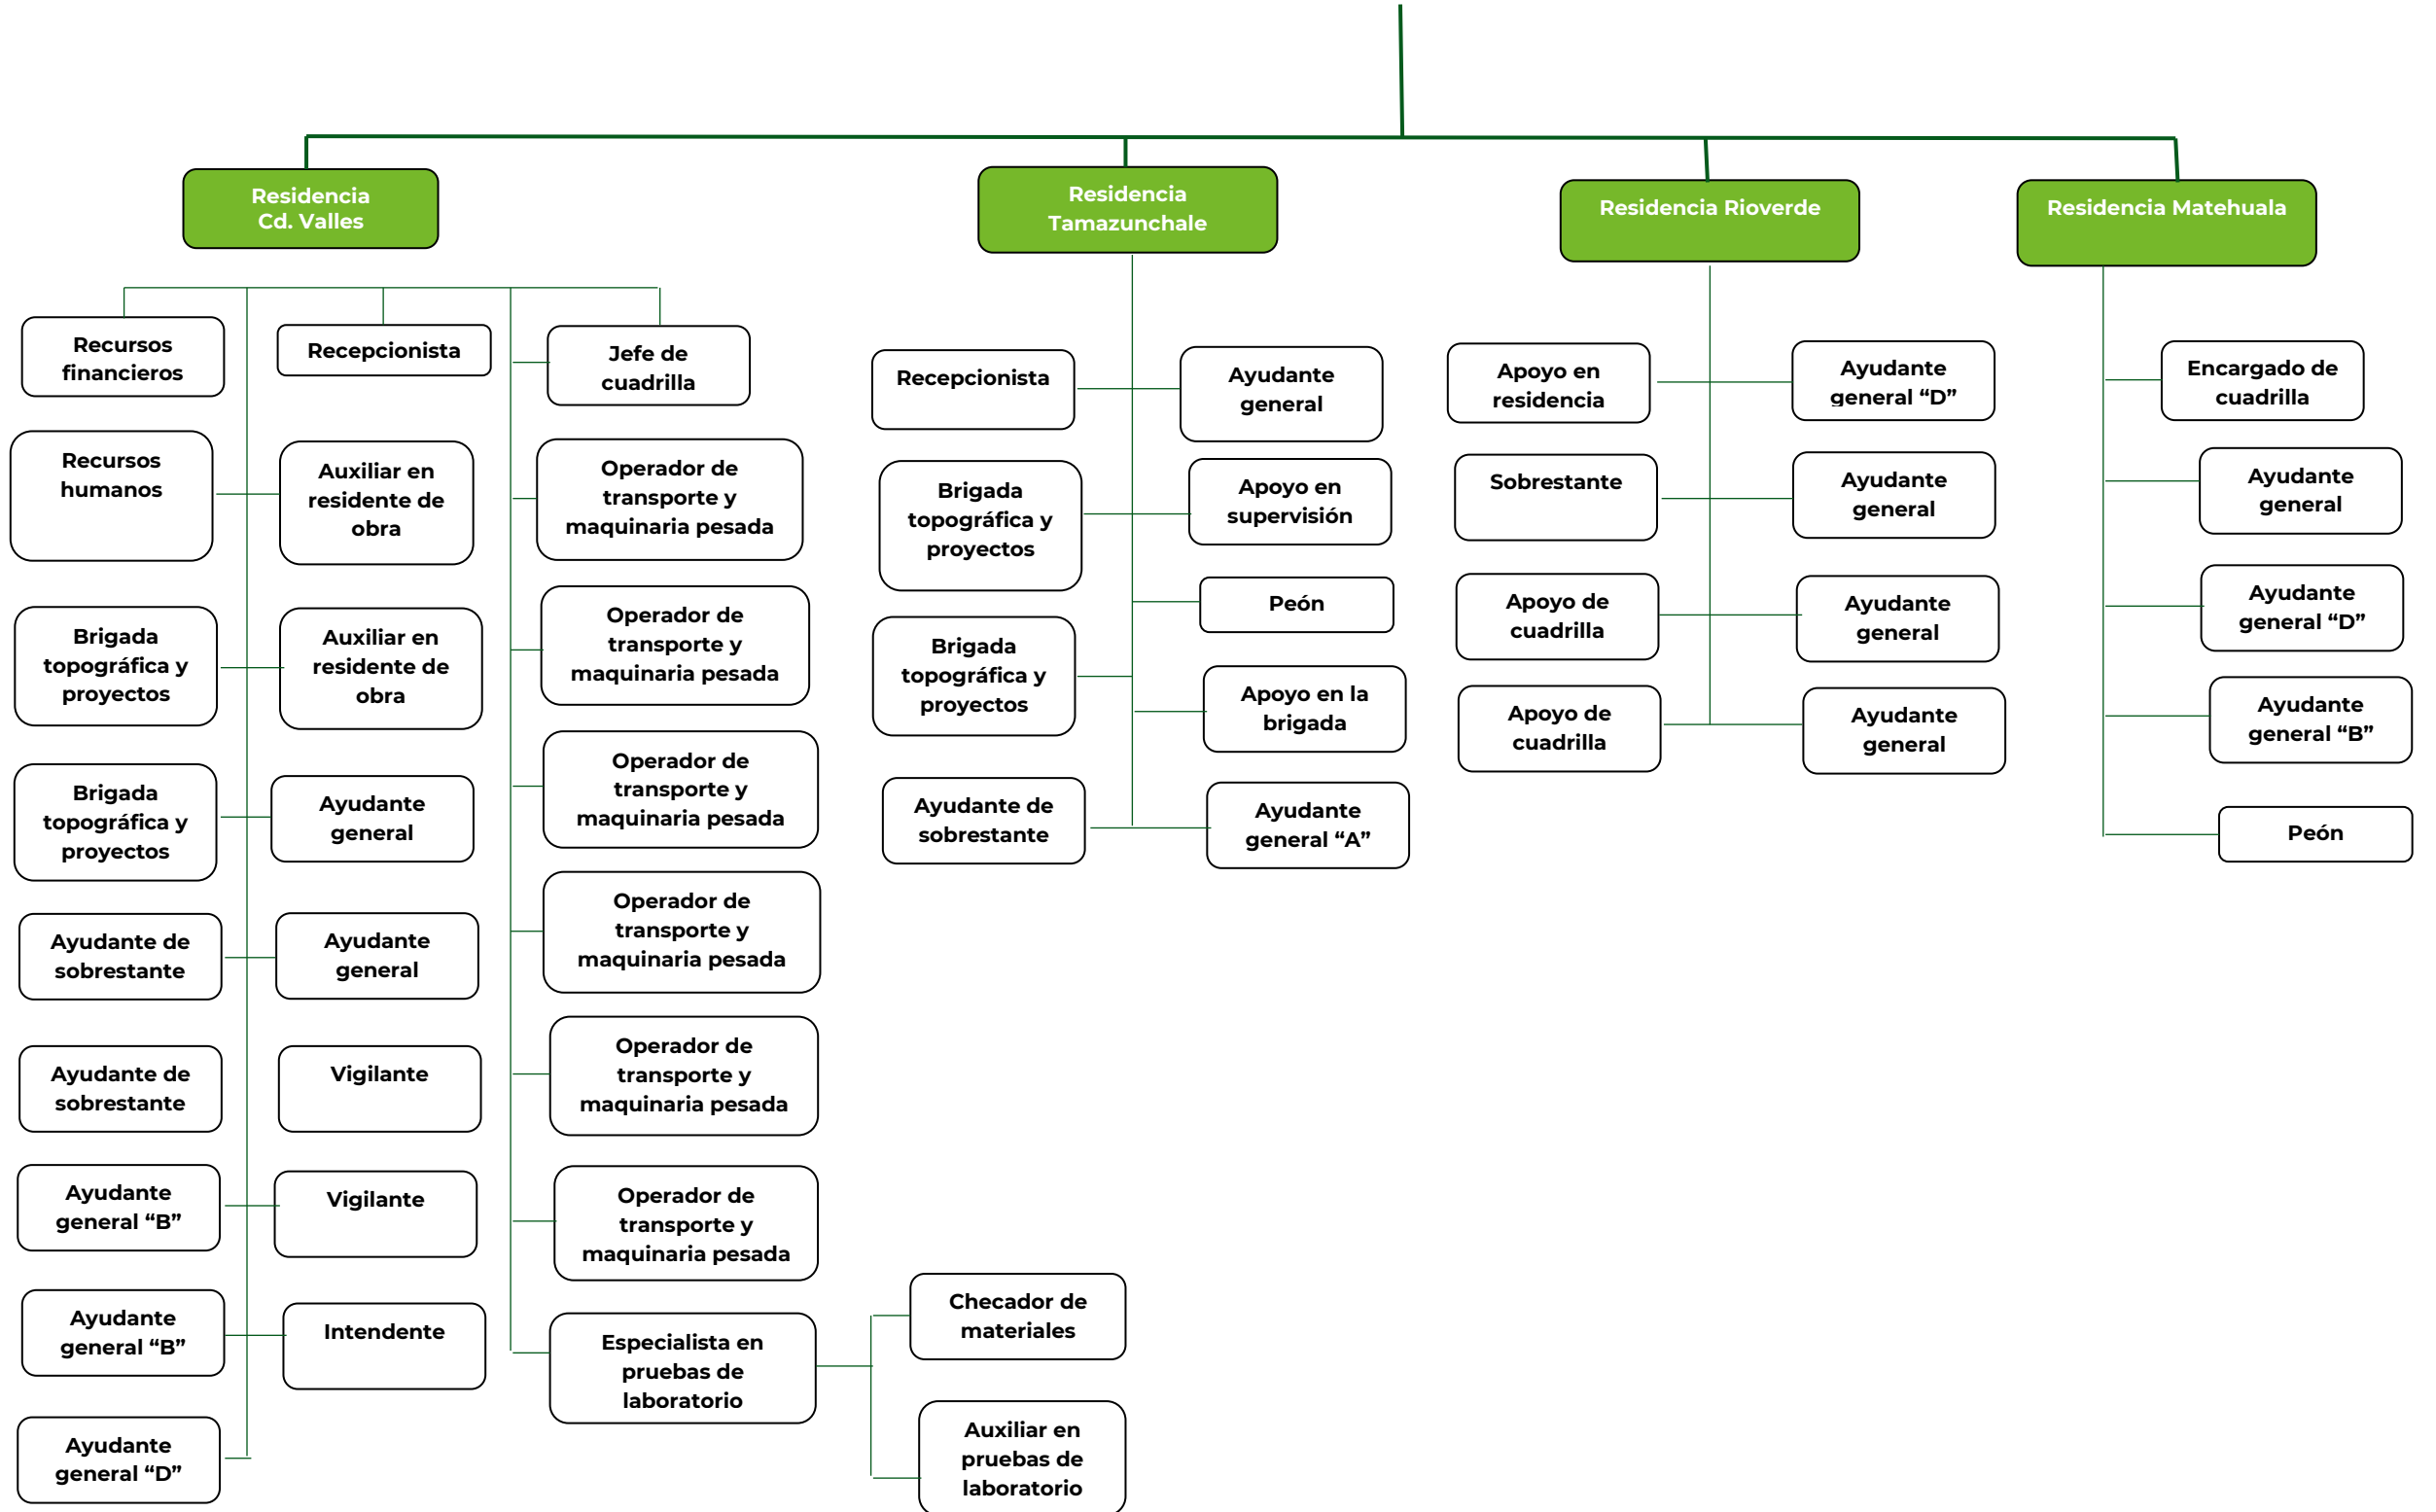 Residencia
Cd. Valles
Residencia
Tamazunchale
Residencia Rioverde
Residencia Matehuala
Recursos
financieros
Recursos
humanos
Brigada
topográfica y
proyectos
Brigada
topográfica y
proyectos
Ayudante de
sobrestante
Ayudante de
sobrestante
Ayudante
general “B”
Ayudante
general “B”
Ayudante
general “D”
Recepcionista
Auxiliar en
residente de
obra
Auxiliar en
residente de
obra
Ayudante
general
Ayudante
general
Vigilante
Vigilante
Intendente
Jefe de
cuadrilla
Operador de
transporte y
maquinaria pesada
Operador de
transporte y
maquinaria pesada
Operador de
transporte y
maquinaria pesada
Operador de
transporte y
maquinaria pesada
Operador de
transporte y
maquinaria pesada
Operador de
transporte y
maquinaria pesada
Especialista en
pruebas de
laboratorio
Checador de
materiales
Auxiliar en
pruebas de
laboratorio
Recepcionista
Brigada
topográfica y
proyectos
Brigada
topográfica y
proyectos
Ayudante de
sobrestante
Ayudante
general
Apoyo en
supervisión
Peón
Apoyo en la
brigada
Ayudante
general “A”
Apoyo en
residencia
Sobrestante
Apoyo de
cuadrilla
Apoyo de
cuadrilla
Ayudante
general “D”
Ayudante
general
Ayudante
general
Ayudante
general
Encargado de
cuadrilla
Ayudante
general
Ayudante
general “D”
Ayudante
general “B”
Peón